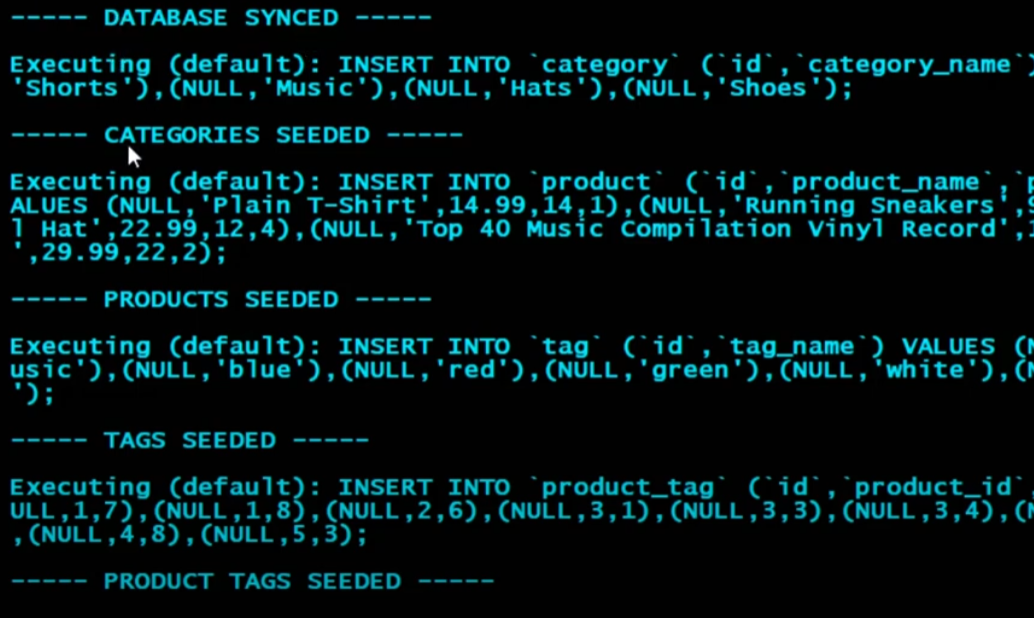 ----- DATABASE SYNCED -----
Executing (default): INSERT INTO `category` (`id`,`category_name`)
'Shorts'),(NULL,'Music'),(NULL,'Hats'),(NULL,'Shoes');
----- CATEGORIES SEEDED -----
Executing (default): INSERT INTO `product` (`id`,`product_name`,`p
ALUES (NULL,'Plain T-Shirt',14.99,14,1),(NULL,'Running Sneakers',9
l Hat',22.99,12,4),(NULL,'Top 40 Music Compilation Vinyl Record',1
',29.99,22,2);
----- PRODUCTS SEEDED -----
Executing (default): INSERT INTO `tag` (`id`,`tag_name`) VALUES (N
usic'),(NULL,'blue'),(NULL,'red'),(NULL,'green'),(NULL,'white'),(N
');
----- TAGS SEEDED -----
Executing (default): INSERT INTO `product_tag` (`id`,`product_id`
ULL,1,7),(NULL,1,8),(NULL,2,6),(NULL,3,1),(NULL,3,3),(NULL,3,4),(N
,(NULL,4,8),(NULL,5,3);
----- PRODUCT TAGS SEEDED -----